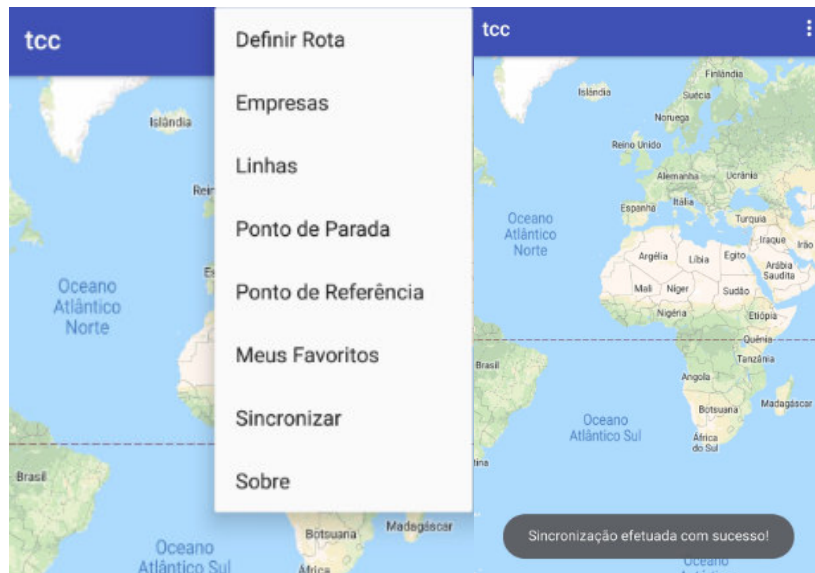 tcc
Definir Rota
Empresas
Linhas
Ponto de Parada
Ponto de Referência
Meus Favoritos
Sincronizar
Sobre
Islândia
Oceano
Atlântico
Norte
Brasil
Botsuana
Madagáscar
Oceano
Atlântico Sul
África
tcc
Finlândia
Islândia
Suécia
Noruega
Reino Unido
Alemanha
Ucrânia
Espanha
Itália
Turquia
Oceano
Atlântico
Norte
Iraque
Irão
Argélia
Líbia
Egito
Arábia
Saudita
Mali
Níger
Sudão
Nigéria
Etiópia
Quênia
Brasil
Tanzânia
Angola
Botsuana
Madagáscar
Oceano
Atlântico Sul
África
do Sul
Sincronização efetuada com sucesso!
Oceano